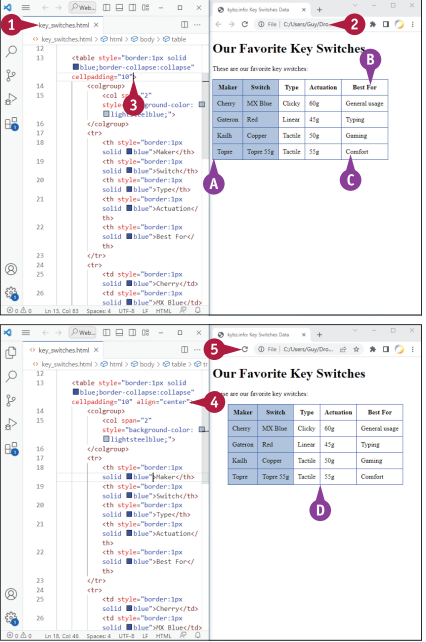 Web...
key_switches.html
key_switches.html > html > body > table
12
13 <table style="border:1px solid
blue;border-collapse:collapse"
cellpadding="10">
14 <colgroup>
15 <col span="2"
style="background-color:
lightsteelblue;">
16 </colgroup>
17 <tr>
18 <th style="border:1px
solid blue">Maker</th>
19 <th style="border:1px
solid blue">Switch</th>
20 <th style="border:1px
solid blue">Type</th>
21 <th style="border:1px
solid blue">Actuation</
th>
22 <th style="border:1px
solid blue">Best For</
th>
23 </tr>
24 <tr>
25 <td style="border:1px
solid blue">Cherry</td>
26 <td style="border:1px
solid blue">MX Blue</td>
Ln 13, Col 83 Spaces: 4 UTF-8 LF HTML
1
3
kybs.info: Key Switches Data
File C:/Users/Guy/Dro...
2
Our Favorite Key Switches
These are our favorite key switches:
B
Maker Switch Type Actuation Best For
Cherry MX Blue Clicky 60g General usage
Gateron Red Linear 45g Typing
Kailh Copper Tactile 50g Gaming
Topre Topre 55g Tactile 55g Comfort
A
C
Web...
key_switches.html
key_switches.html > html > body > table > tr
12
13 <table style="border:1px solid
blue;border-collapse:collapse"
cellpadding="10" align="center">
14 <colgroup>
15 <col span="2"
style="background-color:
lightsteelblue;">
16 </colgroup>
17 <tr>
18 <th style="border:1px
solid blue">Maker</th>
19 <th style="border:1px
solid blue">Switch</th>
20 <th style="border:1px
solid blue">Type</th>
21 <th style="border:1px
solid blue">Actuation</
th>
22 <th style="border:1px
solid blue">Best For</
th>
23 </tr>
24 <tr>
25 <td style="border:1px
solid blue">Cherry</td>
26 <td style="border:1px
solid blue">MX Blue</td>
Ln 18, Col 46 Spaces: 4 UTF-8 LF HTML
4
kybs.info: Key Switches Data
5
File C:/Users/Guy/Dro...
Our Favorite Key Switches
These are our favorite key switches:
Maker Switch Type Actuation Best For
Cherry MX Blue Clicky 60g General usage
Gateron Red Linear 45g Typing
Kailh Copper Tactile 50g Gaming
Topre Topre 55g Tactile 55g Comfort
D